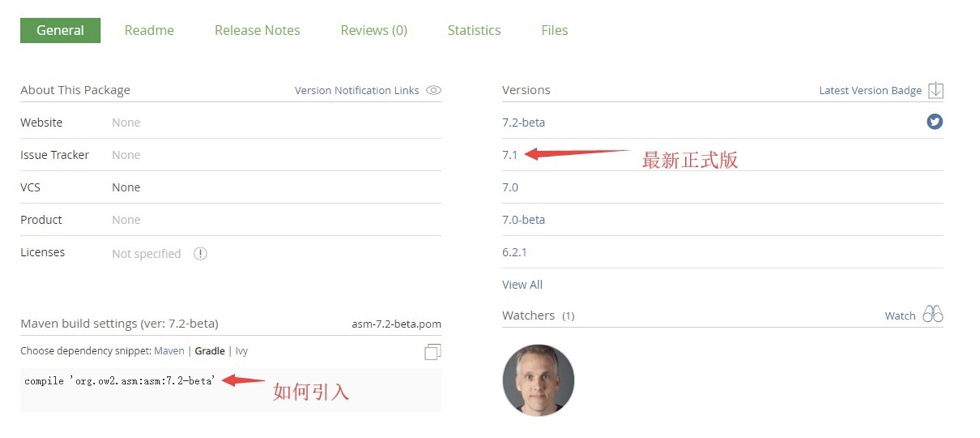 General Readme Release Notes Reviews (0) Statistics Files
About This Package Version Notification Links
Website None
Issue Tracker None
VCS None
Product None
Licenses Not specified
Maven build settings (ver: 7.2-beta) asm-7.2-beta.pom
Choose dependency snippet: Maven | Gradle | Ivy
compile 'org.ow2.asm:asm:7.2-beta'
如何引入
Versions Latest Version Badge
7.2-beta
7.1
最新正式版
7.0
7.0-beta
6.2.1
View All
Watchers (1) Watch